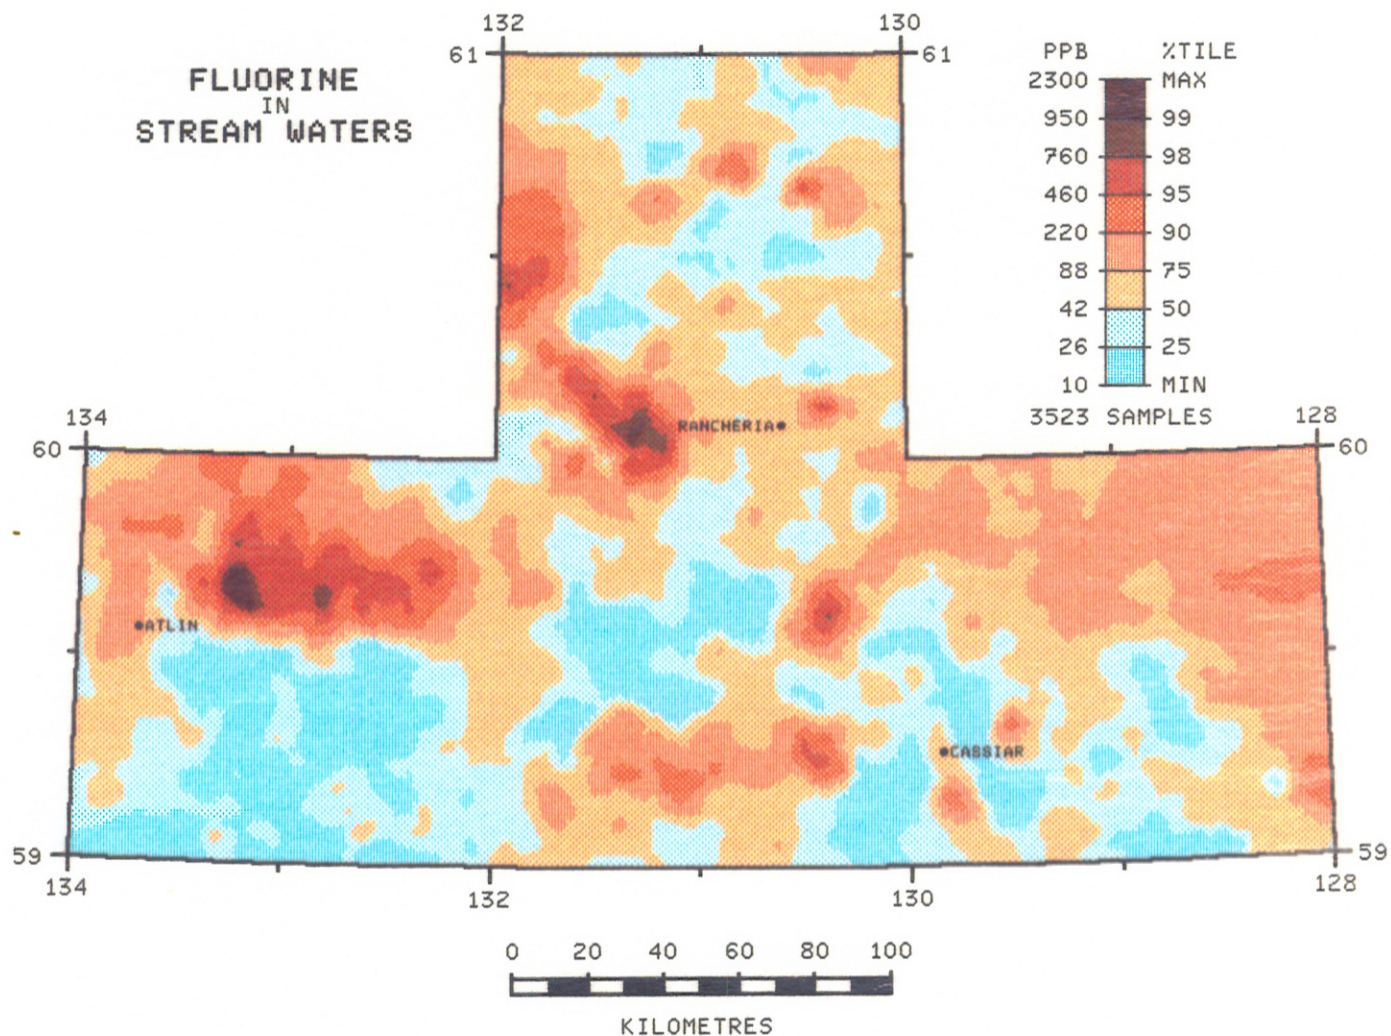 132 130
61 61
FLUORINE
IN
STREAM WATERS
PPB %TILE
2300 MAX
950 99
760 98
460 95
220 90
88 75
42 50
26 25
10 MIN
3523 SAMPLES
134 128
60 60
RANCHERIA
ATLIN
CASSIAR
59 59
134 132 130 128
0 20 40 60 80 100
KILOMETRES